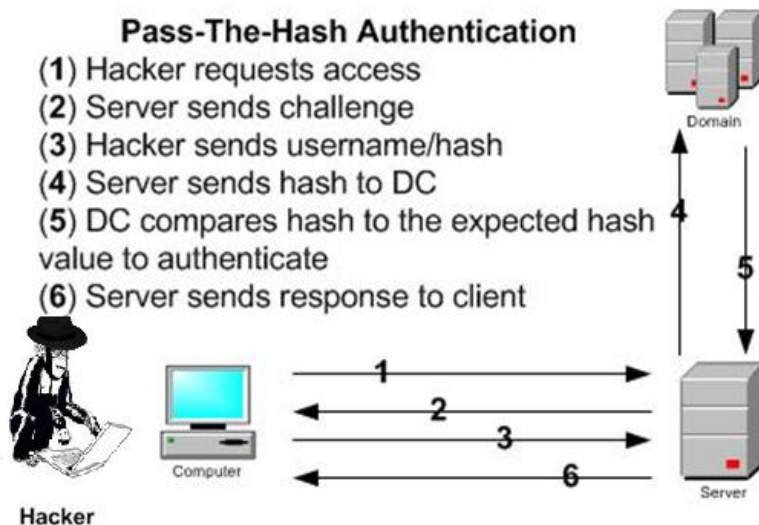 Pass-The-Hash Authentication
(1) Hacker requests access
(2) Server sends challenge
(3) Hacker sends username/hash
(4) Server sends hash to DC
(5) DC compares hash to the expected hash
value to authenticate
(6) Server sends response to client
Domain
4
5
1
2
3
6
Computer
Server
Hacker